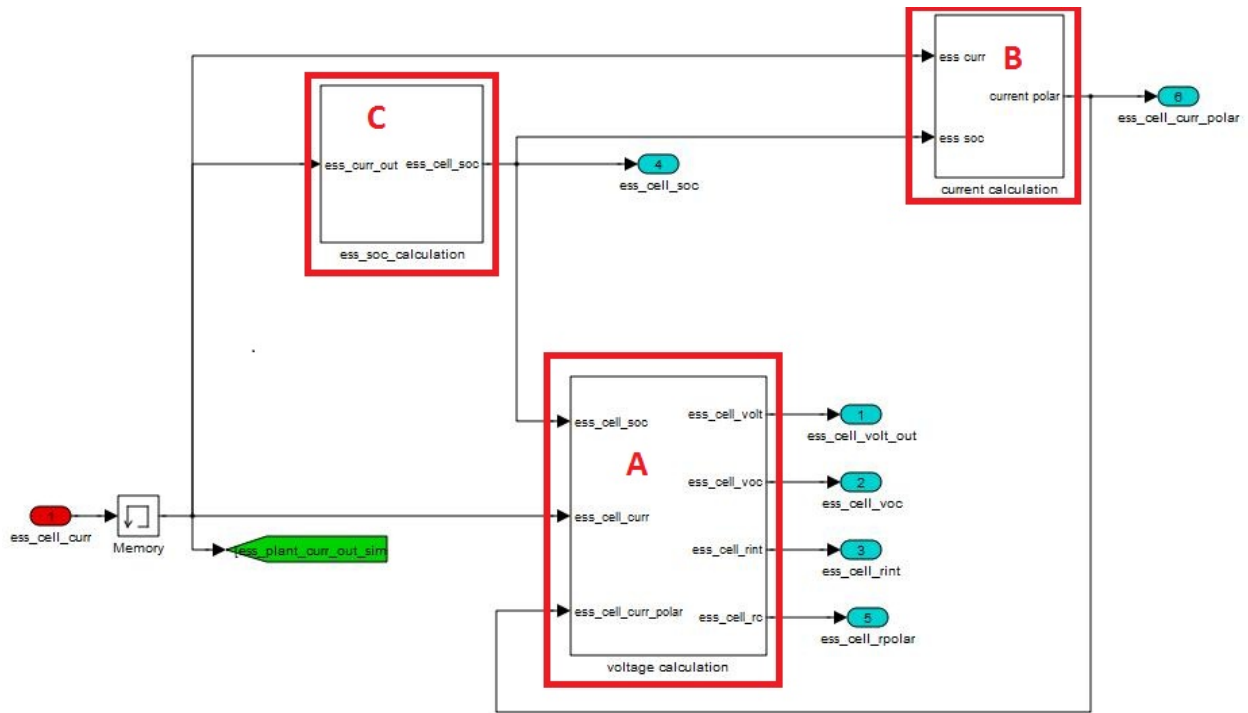 B
ess curr
current polar
ess soc
current calculation
6
ess_cell_curr_polar
C
ess_curr_out
ess_cell_soc
ess_soc_calculation
4
ess_cell_soc
A
ess_cell_soc
ess_cell_curr
ess_cell_curr_polar
ess_cell_volt
ess_cell_voc
ess_cell_rint
ess_cell_rc
voltage calculation
1
ess_cell_volt_out
2
ess_cell_voc
3
ess_cell_rint
5
ess_cell_rpolar
1
ess_cell_curr
Memory
[ess_plant_curr_out_sim